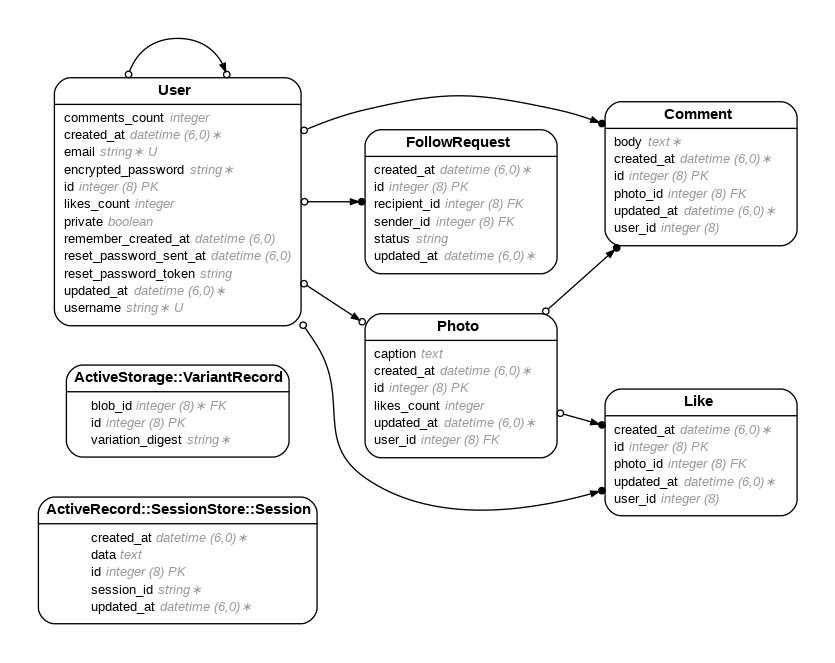 User
comments_count integer
created_at datetime (6,0)∗
email string∗ U
encrypted_password string∗
id integer (8) PK
likes_count integer
private boolean
remember_created_at datetime (6,0)
reset_password_sent_at datetime (6,0)
reset_password_token string
updated_at datetime (6,0)∗
username string∗ U
FollowRequest
created_at datetime (6,0)∗
id integer (8) PK
recipient_id integer (8) FK
sender_id integer (8) FK
status string
updated_at datetime (6,0)∗
Comment
body text∗
created_at datetime (6,0)∗
id integer (8) PK
photo_id integer (8) FK
updated_at datetime (6,0)∗
user_id integer (8)
Photo
caption text
created_at datetime (6,0)∗
id integer (8) PK
likes_count integer
updated_at datetime (6,0)∗
user_id integer (8) FK
Like
created_at datetime (6,0)∗
id integer (8) PK
photo_id integer (8) FK
updated_at datetime (6,0)∗
user_id integer (8)
ActiveStorage::VariantRecord
blob_id integer (8)∗ FK
id integer (8) PK
variation_digest string∗
ActiveRecord::SessionStore::Session
created_at datetime (6,0)∗
data text
id integer (8) PK
session_id string∗
updated_at datetime (6,0)∗